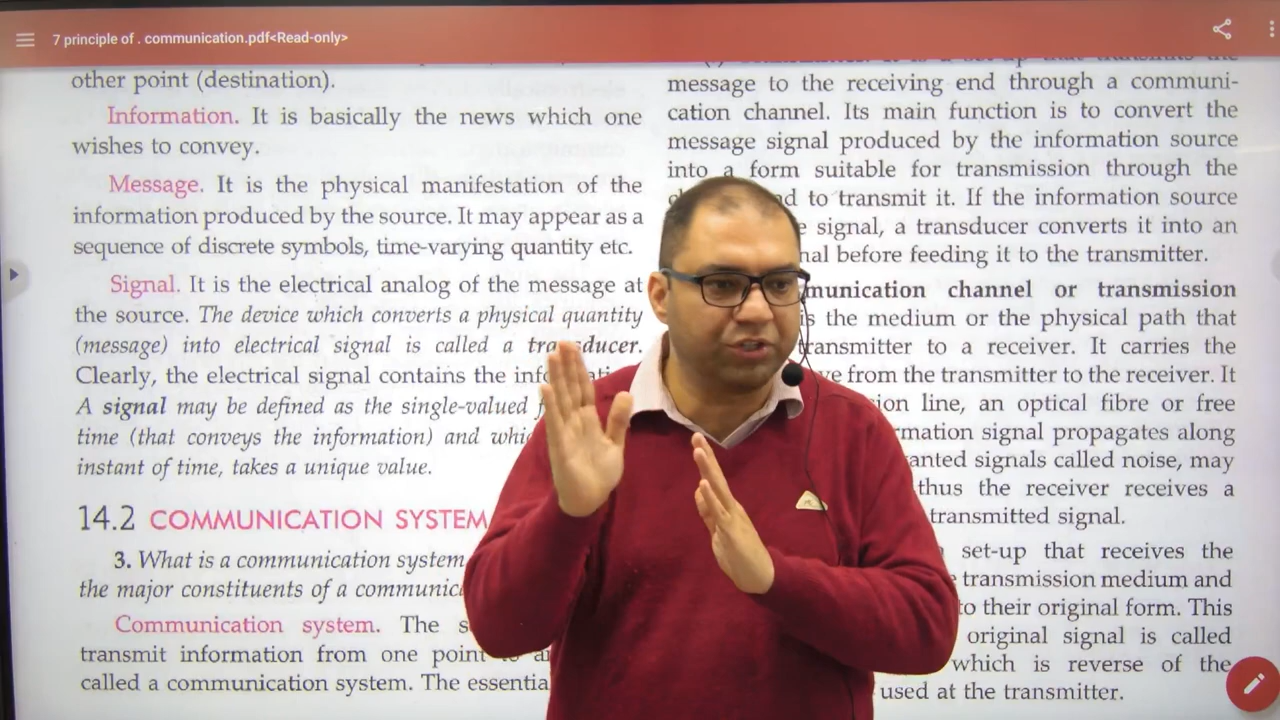 7 principle of . communication.pdf<Read-only>
other point (destination).
Information. It is basically the news which one
wishes to convey.
Message. It is the physical manifestation of the
information produced by the source. It may appear as a
sequence of discrete symbols, time-varying quantity etc.
Signal. It is the electrical analog of the message at
the source. The device which converts a physical quantity
(message) into electrical signal is called a transducer.
Clearly, the electrical signal contains the
A signal may be defined as the single-valued
time (that conveys the information) and
instant of time, takes a unique value.
14.2 COMMUNICATION SYSTEM
3. What is a communication system
the major constituents of a
Communication system. The
transmit information from one point to
called a communication system. The
message to the receiving end through a communi-
cation channel. Its main function is to convert the
message signal produced by the information source
into a form suitable for transmission through the
to transmit it. If the information source
signal, a transducer converts it into an
before feeding it to the transmitter.
channel or transmission
is the medium or the physical path that
transmitter to a receiver. It carries the
from the transmitter to the receiver. It
line, an optical fibre or free
signal propagates along
signals called noise, may
thus the receiver receives a
transmitted signal.
set-up that receives the
transmission medium and
to their original form. This
original signal is called
which is reverse of the
used at the transmitter.